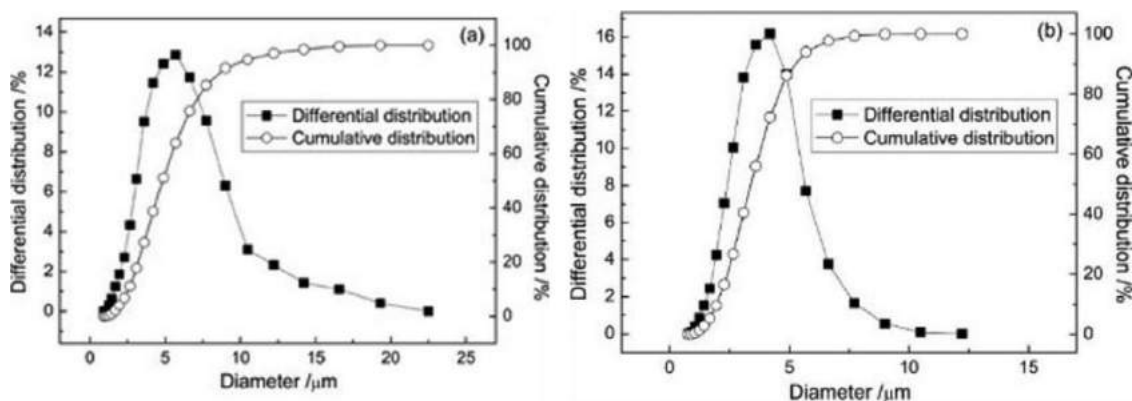 (a)
14
12
10
8
6
4
2
0
100
80
60
40
20
0
0 5 10 15 20 25
Differential distribution /%
Cumulative distribution /%
Differential distribution
Cumulative distribution
Diameter /μm
(b)
16
14
12
10
8
6
4
2
0
100
80
60
40
20
0
0 5 10 15
Differential distribution /%
Cumulative distribution /%
Differential distribution
Cumulative distribution
Diameter /μm